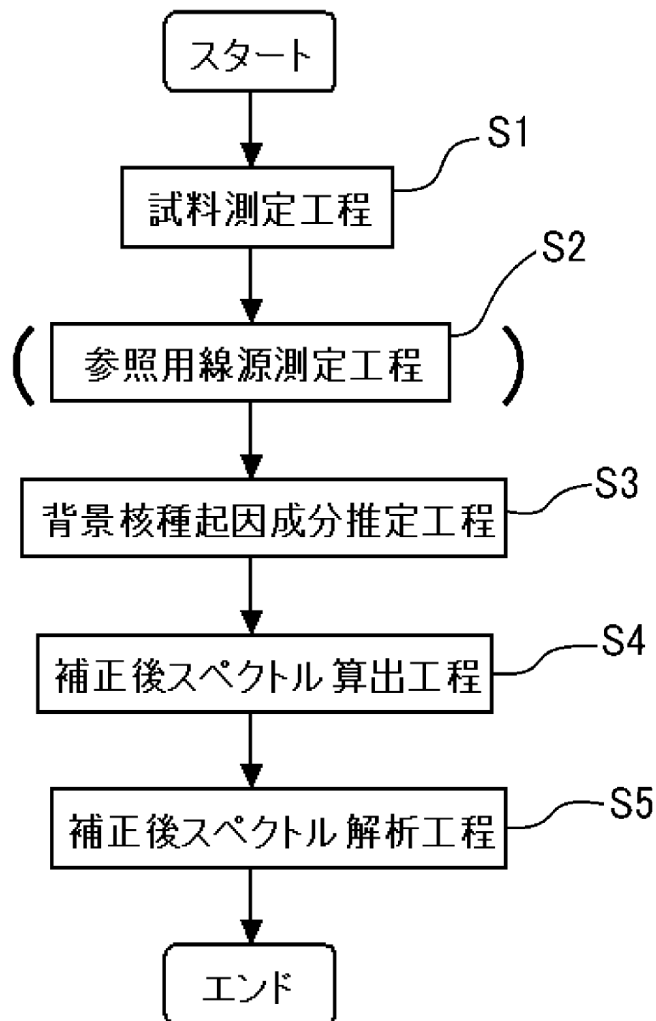 スタート
S1
試料測定工程
S2
( 参照用線源測定工程 )
S3
背景核種起因成分推定工程
S4
補正後スペクトル算出工程
S5
補正後スペクトル解析工程
エンド